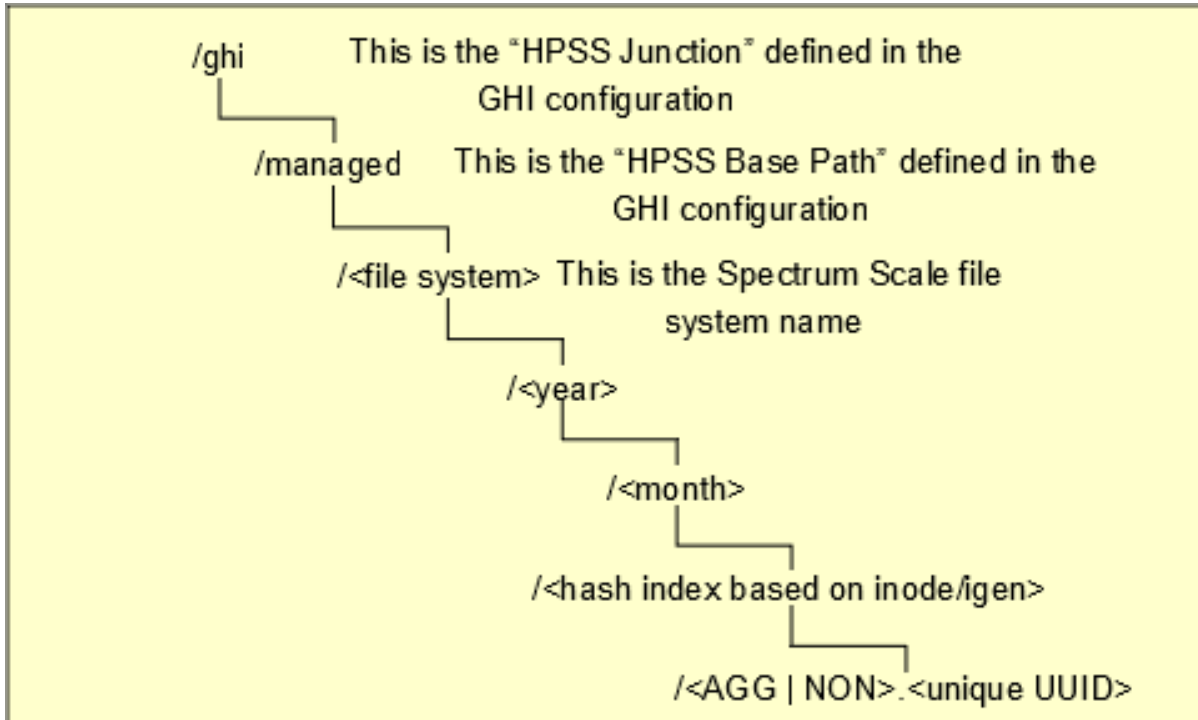 /ghi This is the “HPSS Junction” defined in the
GHI configuration
/managed This is the “HPSS Base Path” defined in the
GHI configuration
/<file system> This is the Spectrum Scale file
system name
/<year>
/<month>
/<hash index based on inode/igen>
/<AGG | NON>.<unique UUID>